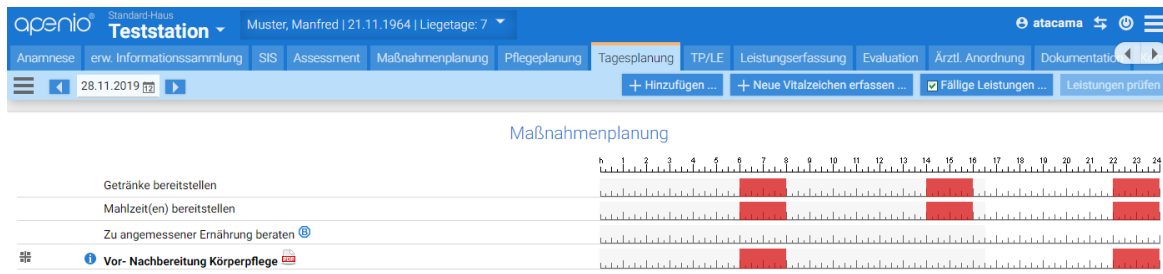 apenio®
Standard-Haus
Teststation
Muster, Manfred | 21.11.1964 | Liegetage: 7
atacama
Anamnese erw. Informationssammlung SIS Assessment Maßnahmenplanung Pflegeplanung Tagesplanung TP/LE Leistungserfassung Evaluation Ärztl. Anordnung Dokumentatio
28.11.2019 12 + Hinzufügen ... + Neue Vitalzeichen erfassen ... Fällige Leistungen ... Leistungen prüfen
Maßnahmenplanung
h 1 2 3 4 5 6 7 8 9 10 11 12 13 14 15 16 17 18 19 20 21 22 23 24
Getränke bereitstellen
Mahlzeit(en) bereitstellen
Zu angemessener Ernährung beraten B
i Vor- Nachbereitung Körperpflege PDF